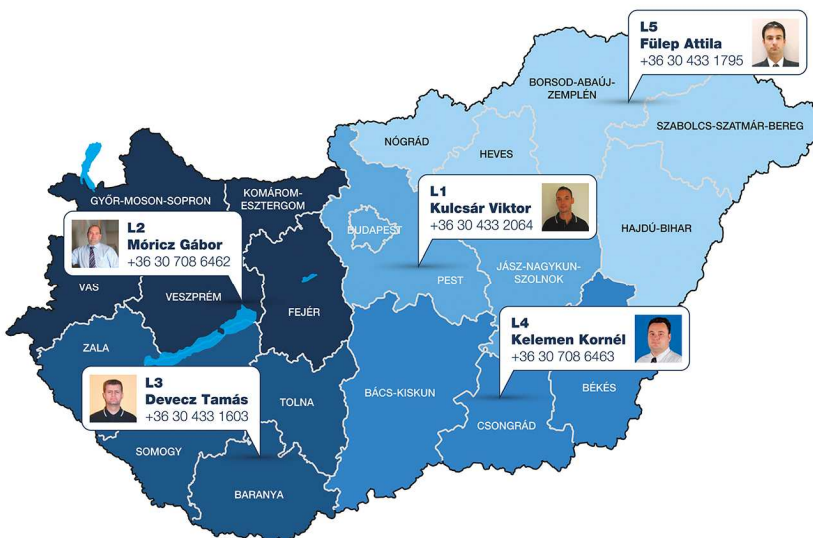 L5
Fülep Attila
+36 30 433 1795
BORSOD-ABAÚJ-
ZEMPLÉN
SZABOLCS-SZATMÁR-BEREG
NÓGRÁD
HEVES
GYŐR-MOSON-SOPRON
KOMÁROM-
ESZTERGOM
L1
Kulcsár Viktor
+36 30 433 2064
BUDAPEST
HAJDÚ-BIHAR
L2
Móricz Gábor
+36 30 708 6462
VAS
VESZPRÉM
FEJÉR
PEST
JÁSZ-NAGYKUN-
SZOLNOK
L4
Kelemen Kornél
+36 30 708 6463
ZALA
L3
Devecz Tamás
+36 30 433 1603
TOLNA
BÁCS-KISKUN
BÉKÉS
CSONGRÁD
SOMOGY
BARANYA